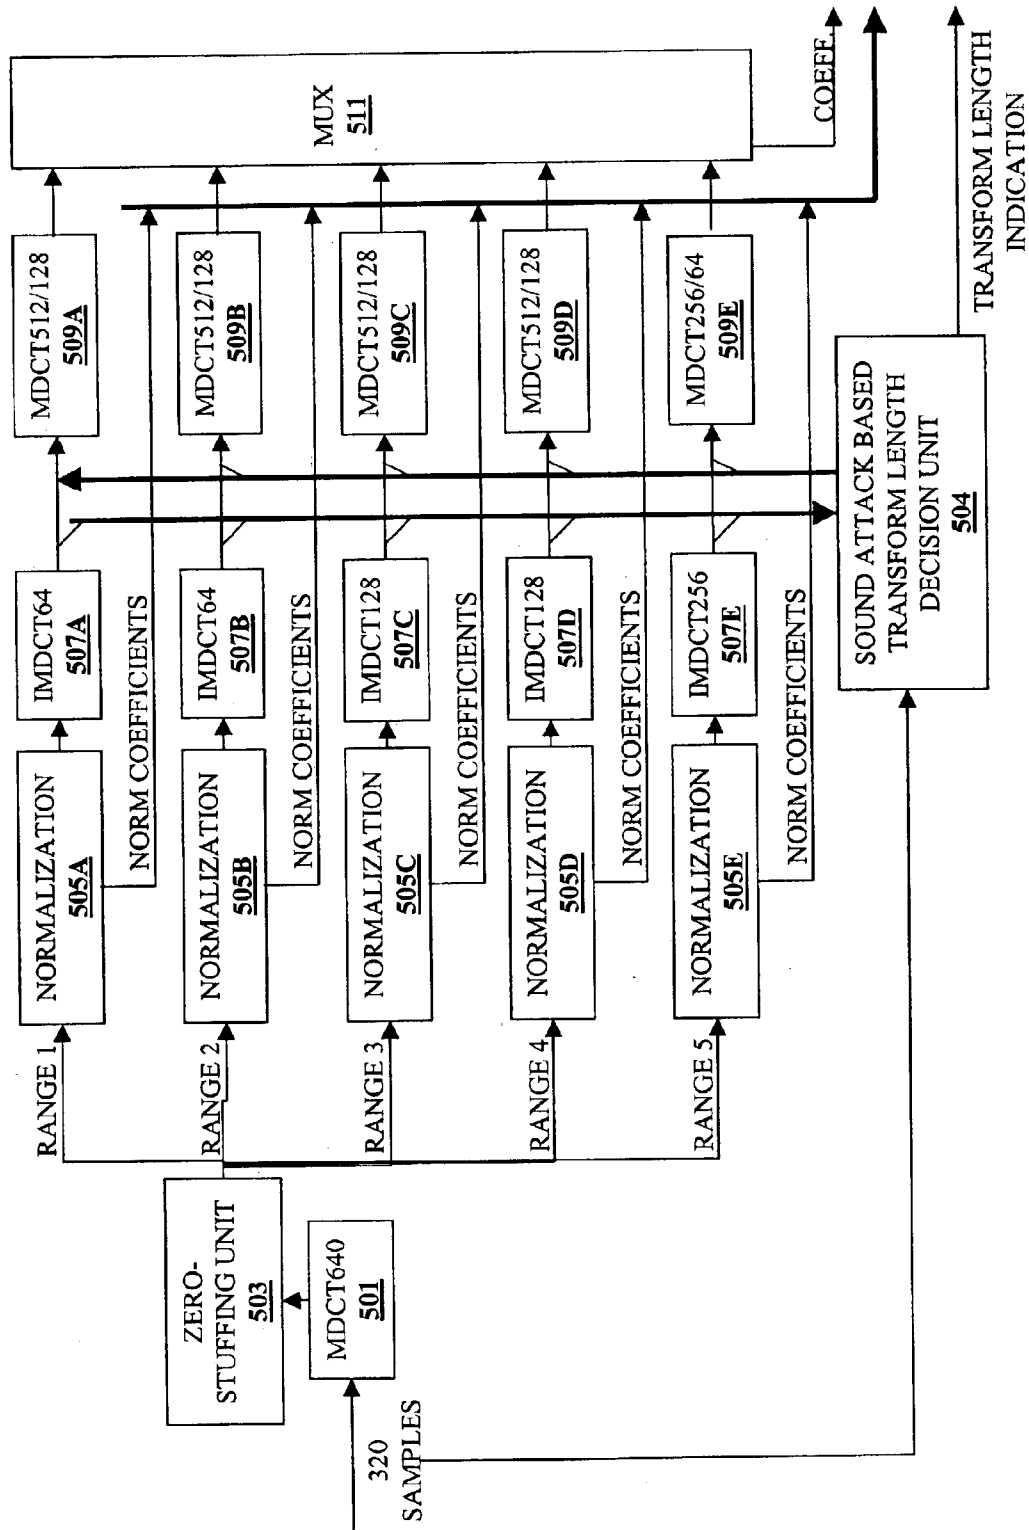 320
SAMPLES
MDCT640
501
ZERO-
STUFFING UNIT
503
RANGE 1
NORMALIZATION
505A
NORM COEFFICIENTS
IMDCT64
507A
MDCT512/128
509A
RANGE 2
NORMALIZATION
505B
NORM COEFFICIENTS
IMDCT64
507B
MDCT512/128
509B
RANGE 3
NORMALIZATION
505C
NORM COEFFICIENTS
IMDCT128
507C
MDCT512/128
509C
RANGE 4
NORMALIZATION
505D
NORM COEFFICIENTS
IMDCT128
507D
MDCT512/128
509D
RANGE 5
NORMALIZATION
505E
NORM COEFFICIENTS
IMDCT256
507E
MDCT256/64
509E
MUX
511
COEFF.
SOUND ATTACK BASED
TRANSFORM LENGTH
DECISION UNIT
504
TRANSFORM LENGTH
INDICATION